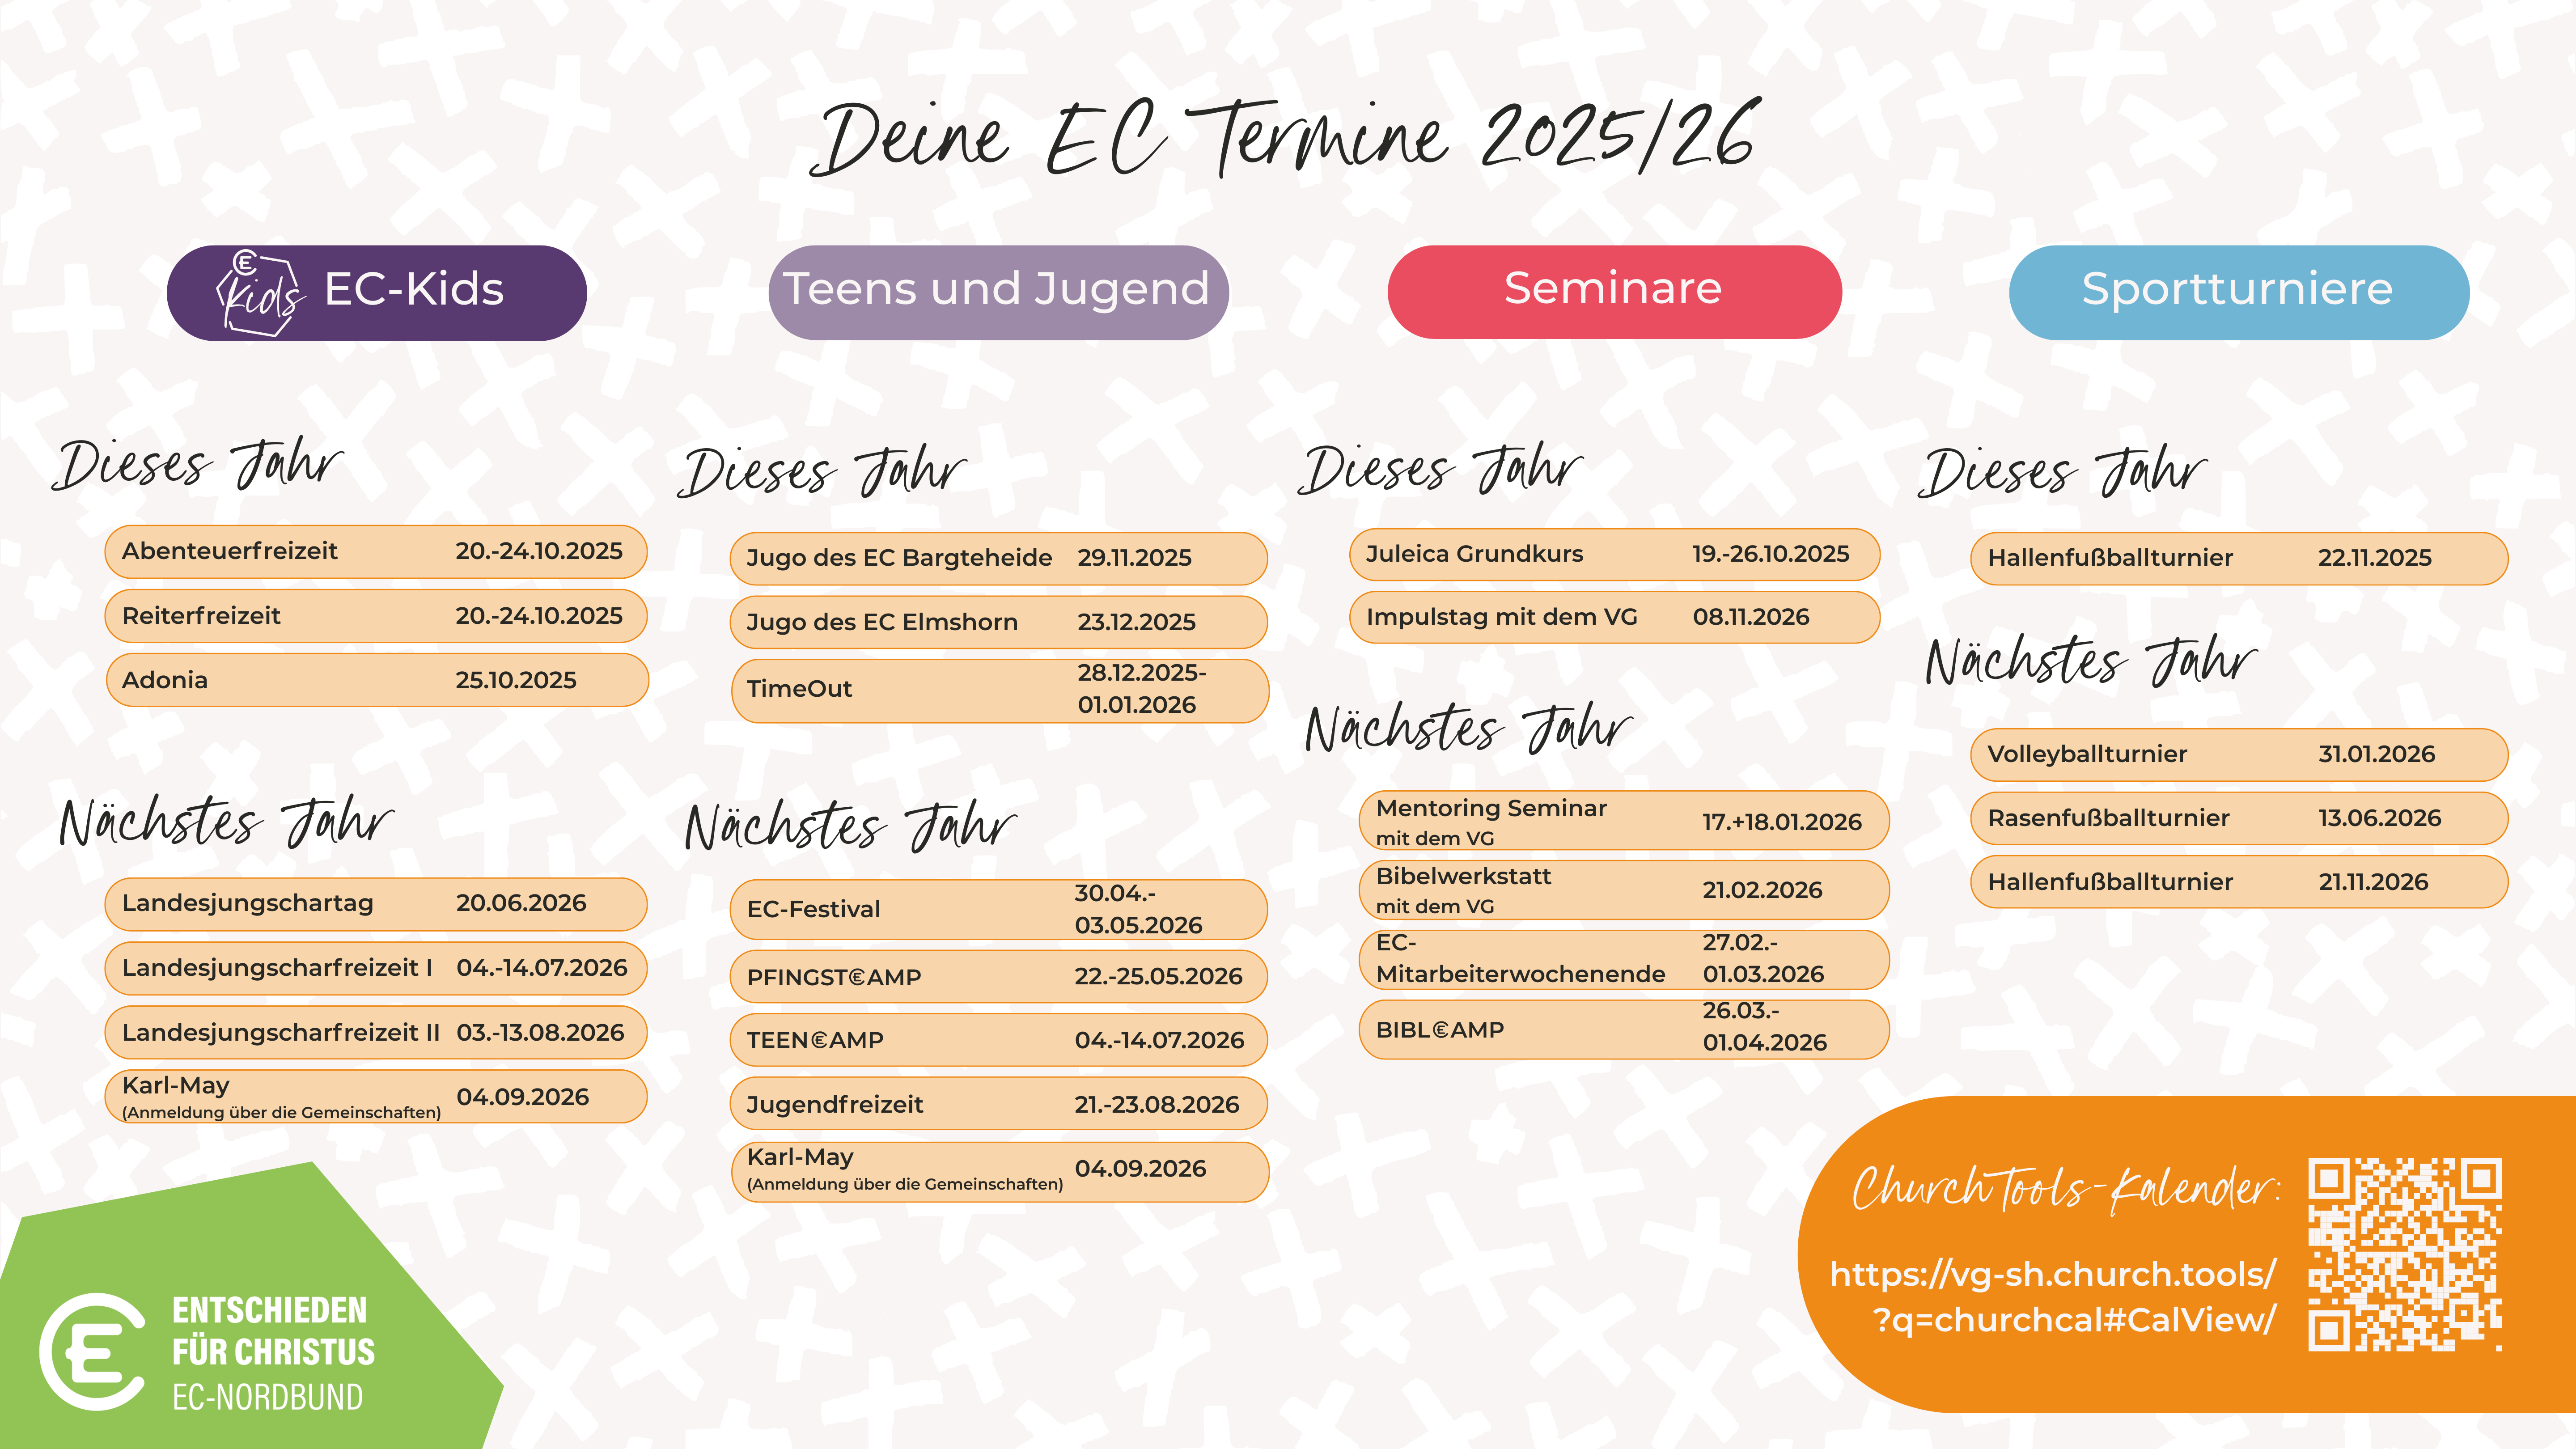 Deine EC Termine 2025/26
Kids EC-Kids
Dieses Jahr
Abenteuerfreizeit 20.-24.10.2025
Reiterfreizeit 20.-24.10.2025
Adonia 25.10.2025
Nächstes Jahr
Landesjungschartag 20.06.2026
Landesjungscharfreizeit I 04.-14.07.2026
Landesjungscharfreizeit II 03.-13.08.2026
Karl-May 04.09.2026
(Anmeldung über die Gemeinschaften)
Teens und Jugend
Dieses Jahr
Jugo des EC Bargteheide 29.11.2025
Jugo des EC Elmshorn 23.12.2025
TimeOut 28.12.2025-
01.01.2026
Nächstes Jahr
EC-Festival 30.04.-
03.05.2026
PFINGSTCAMP 22.-25.05.2026
TEENCAMP 04.-14.07.2026
Jugendfreizeit 21.-23.08.2026
Karl-May 04.09.2026
(Anmeldung über die Gemeinschaften)
Seminare
Dieses Jahr
Juleica Grundkurs 19.-26.10.2025
Impulstag mit dem VG 08.11.2026
Nächstes Jahr
Mentoring Seminar 17.+18.01.2026
mit dem VG
Bibelwerkstatt 21.02.2026
mit dem VG
EC- 27.02.-
Mitarbeiterwochenende 01.03.2026
BIBLCAMP 26.03.-
01.04.2026
Sportturniere
Dieses Jahr
Hallenfußballturnier 22.11.2025
Nächstes Jahr
Volleyballturnier 31.01.2026
Rasenfußballturnier 13.06.2026
Hallenfußballturnier 21.11.2026
ENTSCHIEDEN
FÜR CHRISTUS
EC-NORDBUND
ChurchTools-Kalender:
https://vg-sh.church.tools/
?q=churchcal#CalView/